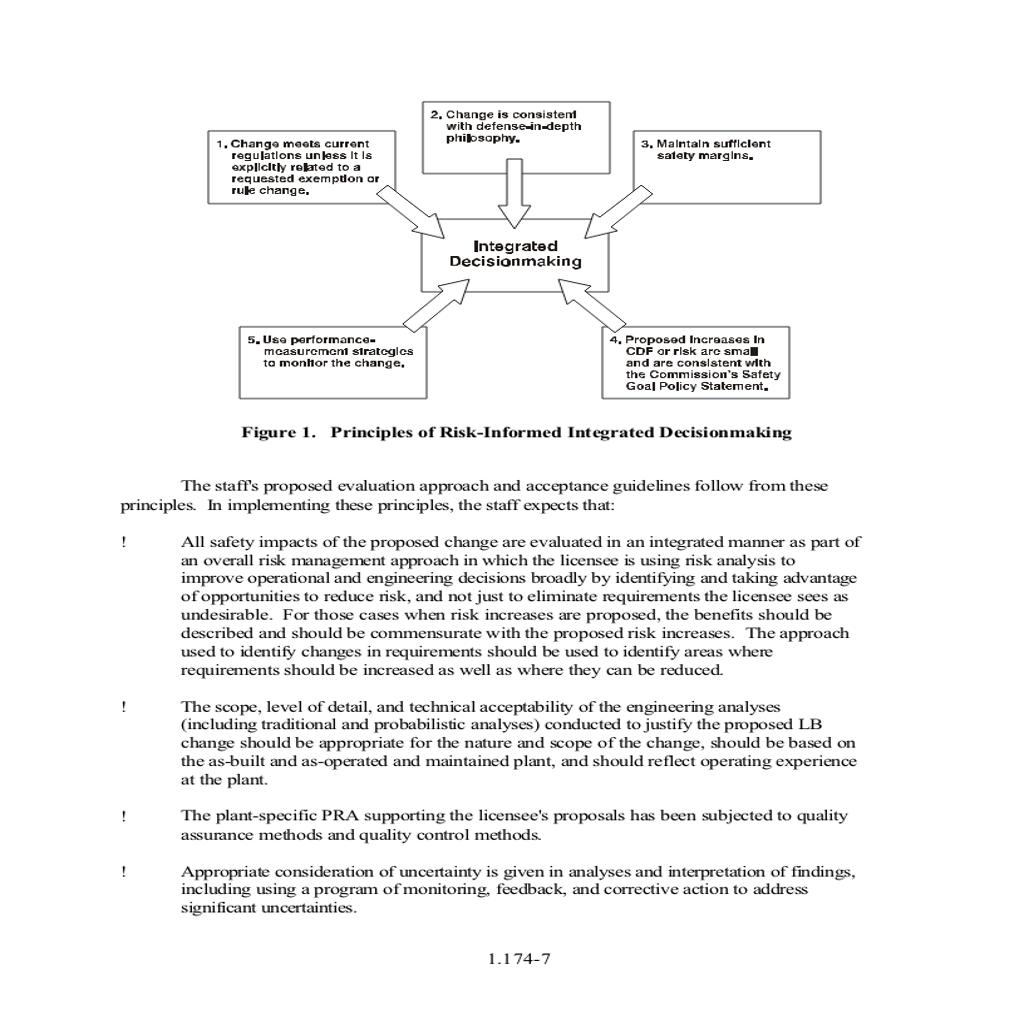 1. Change meets current
regulations unless it is
explicitly related to a
requested exemption or
rule change.
2. Change is consistent
with defense-in-depth
philosophy.
3. Maintain sufficient
safety margins.
Integrated
Decisionmaking
5. Use performance-
measurement strategies
to monitor the change.
4. Proposed increases in
CDF or risk are small
and are consistent with
the Commission's Safety
Goal Policy Statement.
Figure 1. Principles of Risk-Informed Integrated Decisionmaking
The staff's proposed evaluation approach and acceptance guidelines follow from these
principles. In implementing these principles, the staff expects that:
! All safety impacts of the proposed change are evaluated in an integrated manner as part of
an overall risk management approach in which the licensee is using risk analysis to
improve operational and engineering decisions broadly by identifying and taking advantage
of opportunities to reduce risk, and not just to eliminate requirements the licensee sees as
undesirable. For those cases when risk increases are proposed, the benefits should be
described and should be commensurate with the proposed risk increases. The approach
used to identify changes in requirements should be used to identify areas where
requirements should be increased as well as where they can be reduced.
! The scope, level of detail, and technical acceptability of the engineering analyses
(including traditional and probabilistic analyses) conducted to justify the proposed LB
change should be appropriate for the nature and scope of the change, should be based on
the as-built and as-operated and maintained plant, and should reflect operating experience
at the plant.
! The plant-specific PRA supporting the licensee's proposals has been subjected to quality
assurance methods and quality control methods.
! Appropriate consideration of uncertainty is given in analyses and interpretation of findings,
including using a program of monitoring, feedback, and corrective action to address
significant uncertainties.
1.174-7